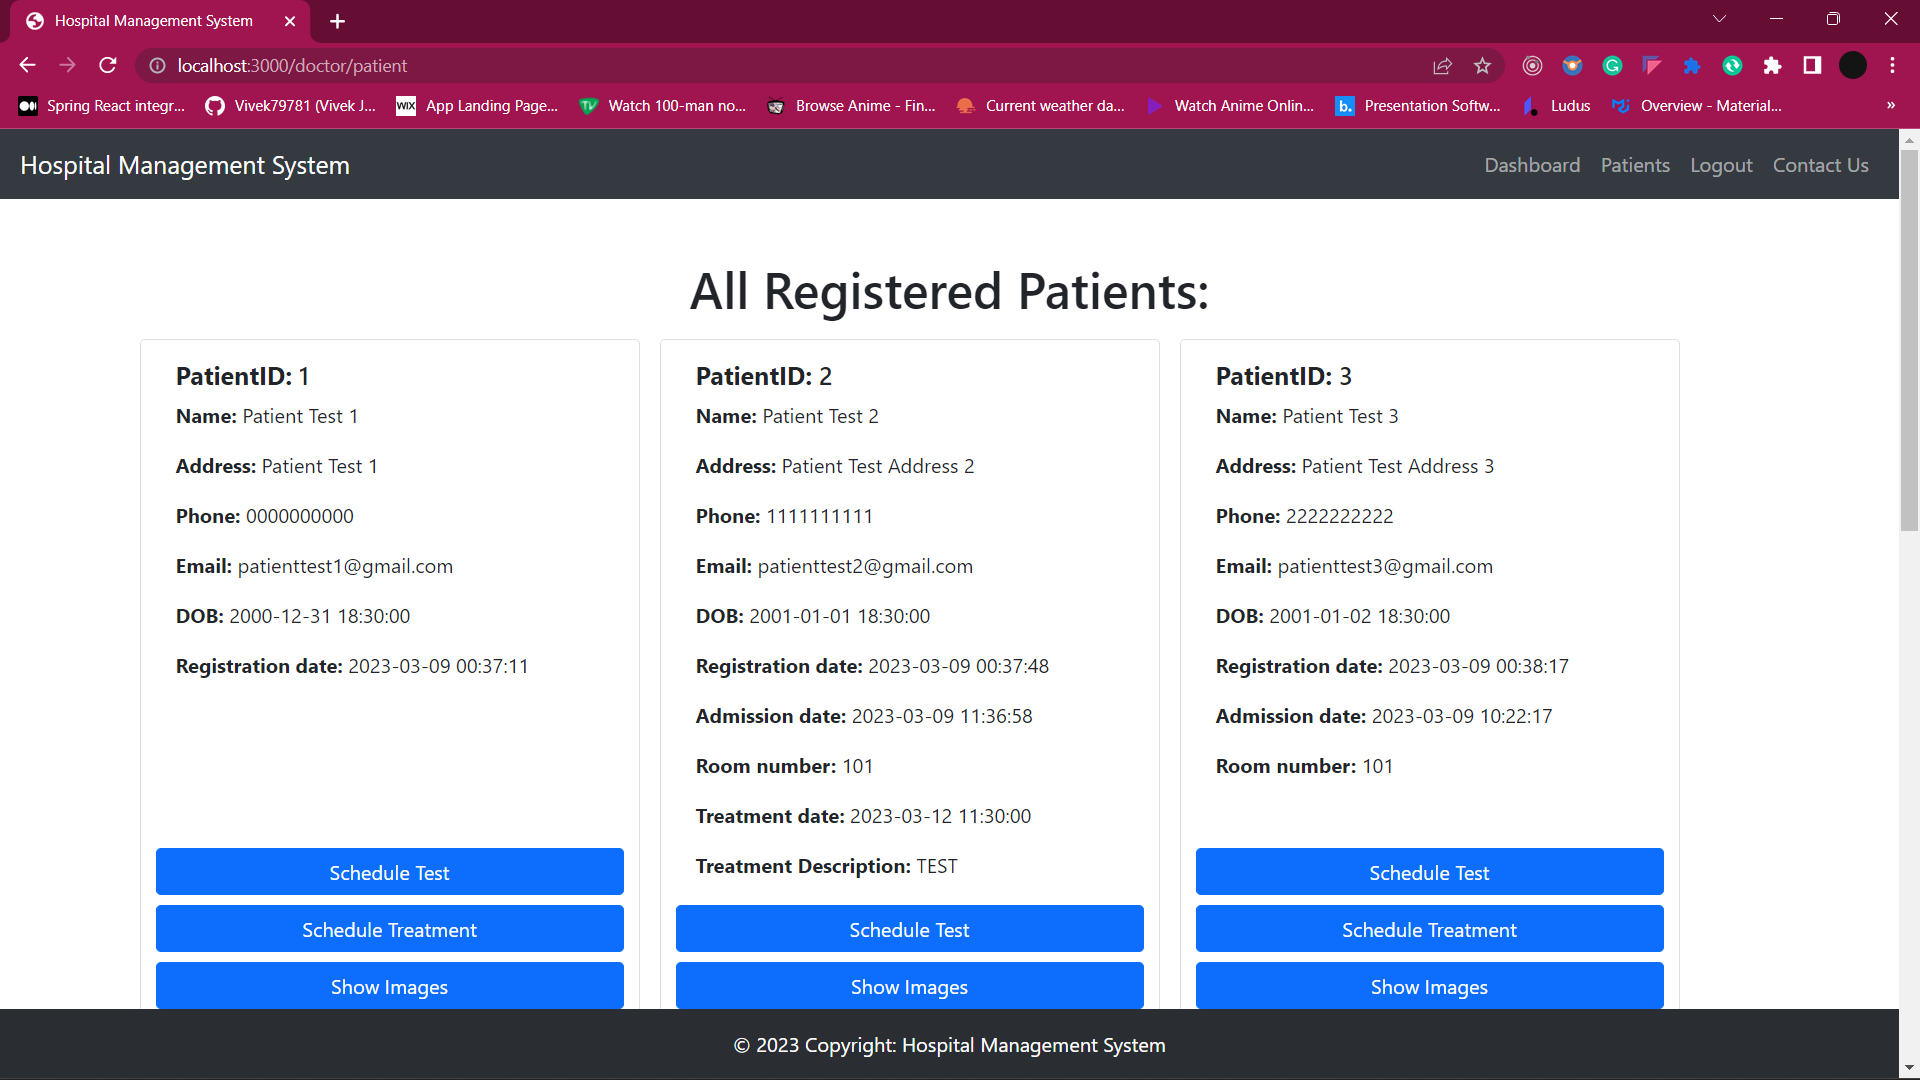 Hospital Management System
localhost:3000/doctor/patient
Spring React integr...
Vivek79781 (Vivek J...
WIX App Landing Page...
Watch 100-man no...
Browse Anime - Fin...
Current weather da...
Watch Anime Onlin...
b. Presentation Softw...
Ludus
Overview - Material...
»
Hospital Management System
Dashboard Patients Logout Contact Us
All Registered Patients:
PatientID: 1
Name: Patient Test 1
Address: Patient Test 1
Phone: 0000000000
Email: patienttest1@gmail.com
DOB: 2000-12-31 18:30:00
Registration date: 2023-03-09 00:37:11
Schedule Test
Schedule Treatment
Show Images
PatientID: 2
Name: Patient Test 2
Address: Patient Test Address 2
Phone: 1111111111
Email: patienttest2@gmail.com
DOB: 2001-01-01 18:30:00
Registration date: 2023-03-09 00:37:48
Admission date: 2023-03-09 11:36:58
Room number: 101
Treatment date: 2023-03-12 11:30:00
Treatment Description: TEST
Schedule Test
Show Images
PatientID: 3
Name: Patient Test 3
Address: Patient Test Address 3
Phone: 2222222222
Email: patienttest3@gmail.com
DOB: 2001-01-02 18:30:00
Registration date: 2023-03-09 00:38:17
Admission date: 2023-03-09 10:22:17
Room number: 101
Schedule Test
Schedule Treatment
Show Images
© 2023 Copyright: Hospital Management System